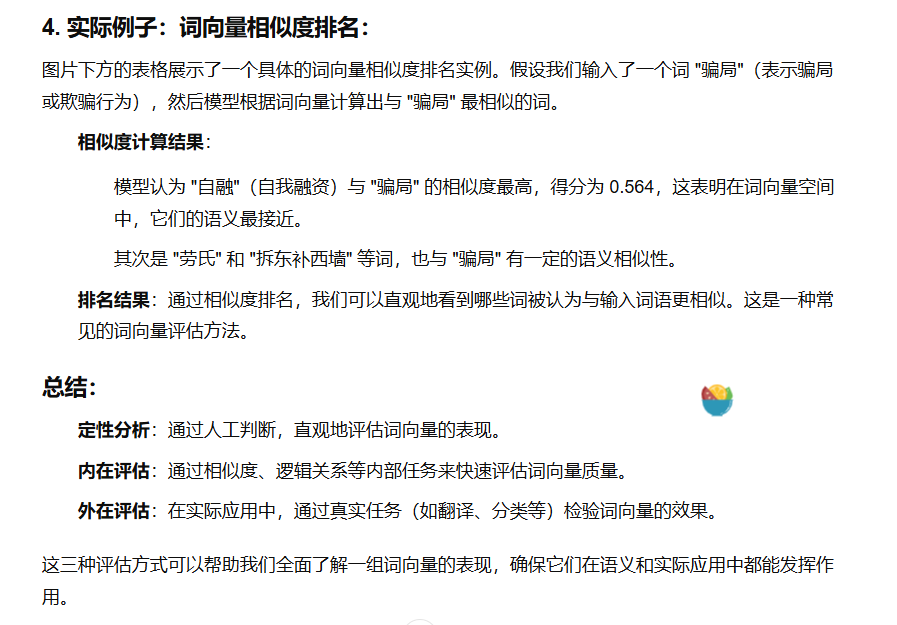 4. 实际例子：词向量相似度排名：
图片下方的表格展示了一个具体的词向量相似度排名实例。假设我们输入了一个词 "骗局"（表示骗局
或欺骗行为），然后模型根据词向量计算出与 "骗局" 最相似的词。
相似度计算结果：
模型认为 "自融"（自我融资）与 "骗局" 的相似度最高，得分为 0.564，这表明在词向量空间
中，它们的语义最接近。
其次是 "劳氏" 和 "拆东补西墙" 等词，也与 "骗局" 有一定的语义相似性。
排名结果：通过相似度排名，我们可以直观地看到哪些词被认为与输入词语更相似。这是一种常
见的词向量评估方法。
总结：
定性分析：通过人工判断，直观地评估词向量的表现。
内在评估：通过相似度、逻辑关系等内部任务来快速评估词向量质量。
外在评估：在实际应用中，通过真实任务（如翻译、分类等）检验词向量的效果。
这三种评估方式可以帮助我们全面了解一组词向量的表现，确保它们在语义和实际应用中都能发挥作
用。